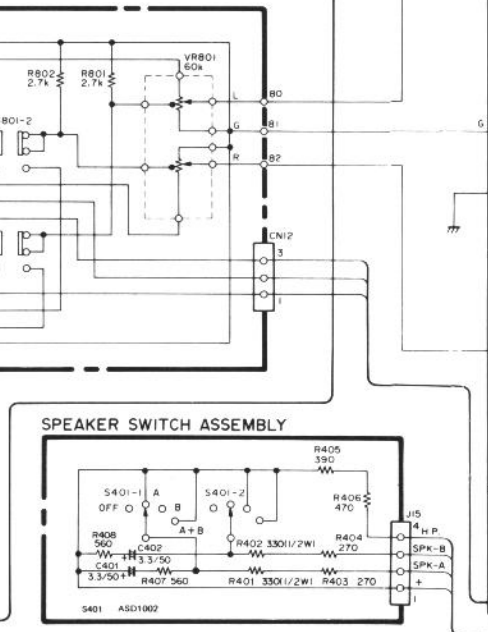 VR801
60k
R802
2.7k
R801
2.7k
L
80
801-2
G
81
G
R
82
CN12
3
1
SPEAKER SWITCH ASSEMBLY
R405
390
S401-1
A
S401-2
R406
470
OFF
B
A+B
J15
4
H.P.
R408
560
C402
3.3/50
R402 330(1/2W)
R404
270
SPK-B
C401
3.3/50
R407 560
R401 330(1/2W)
R403 270
SPK-A
+
+
+
1
S401 ASD1002